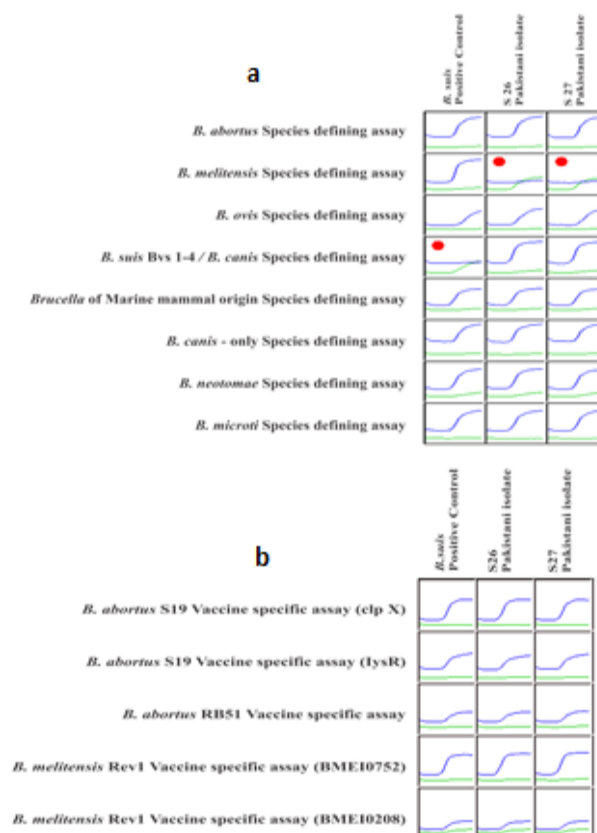 a
B. suis
Positive Control
S 26
Pakistani isolate
S 27
Pakistani isolate
B. abortus Species defining assay
B. melitensis Species defining assay
B. ovis Species defining assay
B. suis Bvs 1-4 / B. canis Species defining assay
Brucella of Marine mammal origin Species defining assay
B. canis - only Species defining assay
B. neotomae Species defining assay
B. microti Species defining assay
b
B.suis
Positive Control
S26
Pakistani isolate
S27
Pakistani isolate
B. abortus S19 Vaccine specific assay (clp X)
B. abortus S19 Vaccine specific assay (IysR)
B. abortus RB51 Vaccine specific assay
B. melitensis Rev1 Vaccine specific assay (BMEI0752)
B. melitensis Rev1 Vaccine specific assay (BMEI0208)